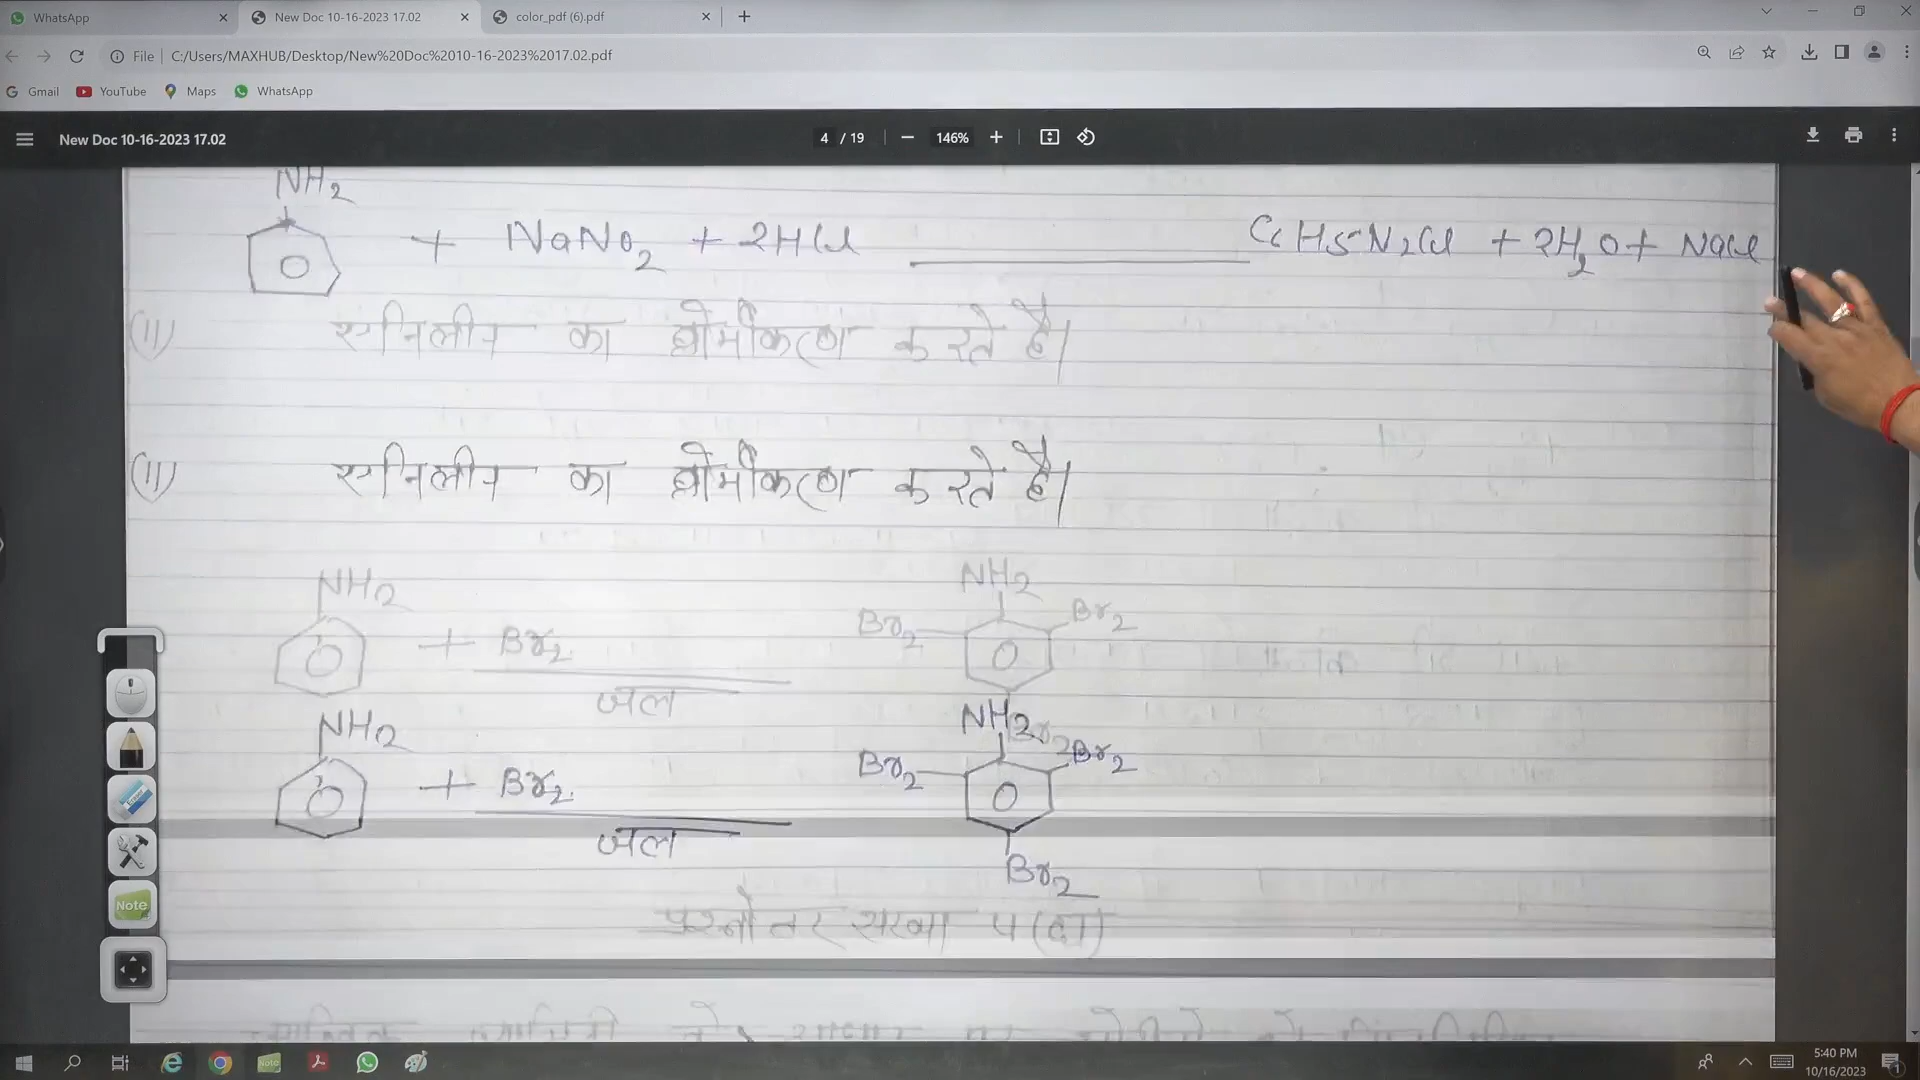 WhatsApp New Doc 10-16-2023 17.02 color_pdf (6).pdf
File C:/Users/MAXHUB/Desktop/New%20Doc%2010-16-2023%2017.02.pdf
Gmail YouTube Maps WhatsApp
New Doc 10-16-2023 17.02 4 / 19 146%
NH2
+ NaNO2 + 2HCl C6H5N2Cl + 2H2O + NaCl
(II) एनिलीन का ब्रोमीकरण करते है।
(II) एनिलीन का ब्रोमीकरण करते है।
NH2 NH2
Br2 Br2
+ Br2
जल
NH2 NH2
Br2 Br2
+ Br2
जल
Br2
Note
5:40 PM
10/16/2023